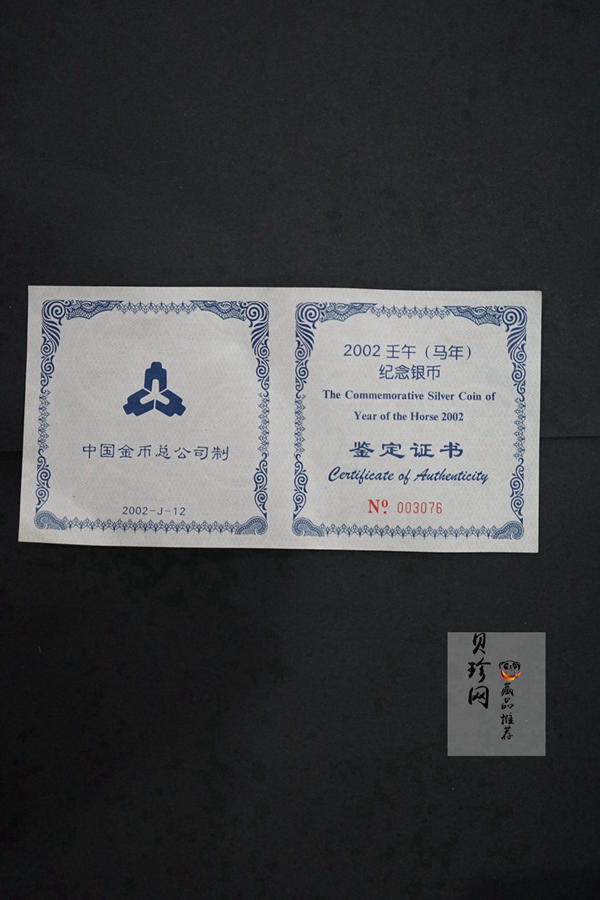 中国金币总公司制
2002-J-12
2002 壬午（马年）
纪念银币
The Commemorative Silver Coin of
Year of the Horse 2002
鉴定证书
Certificate of Authenticity
Nº 003076
贝珍网
藏品推荐